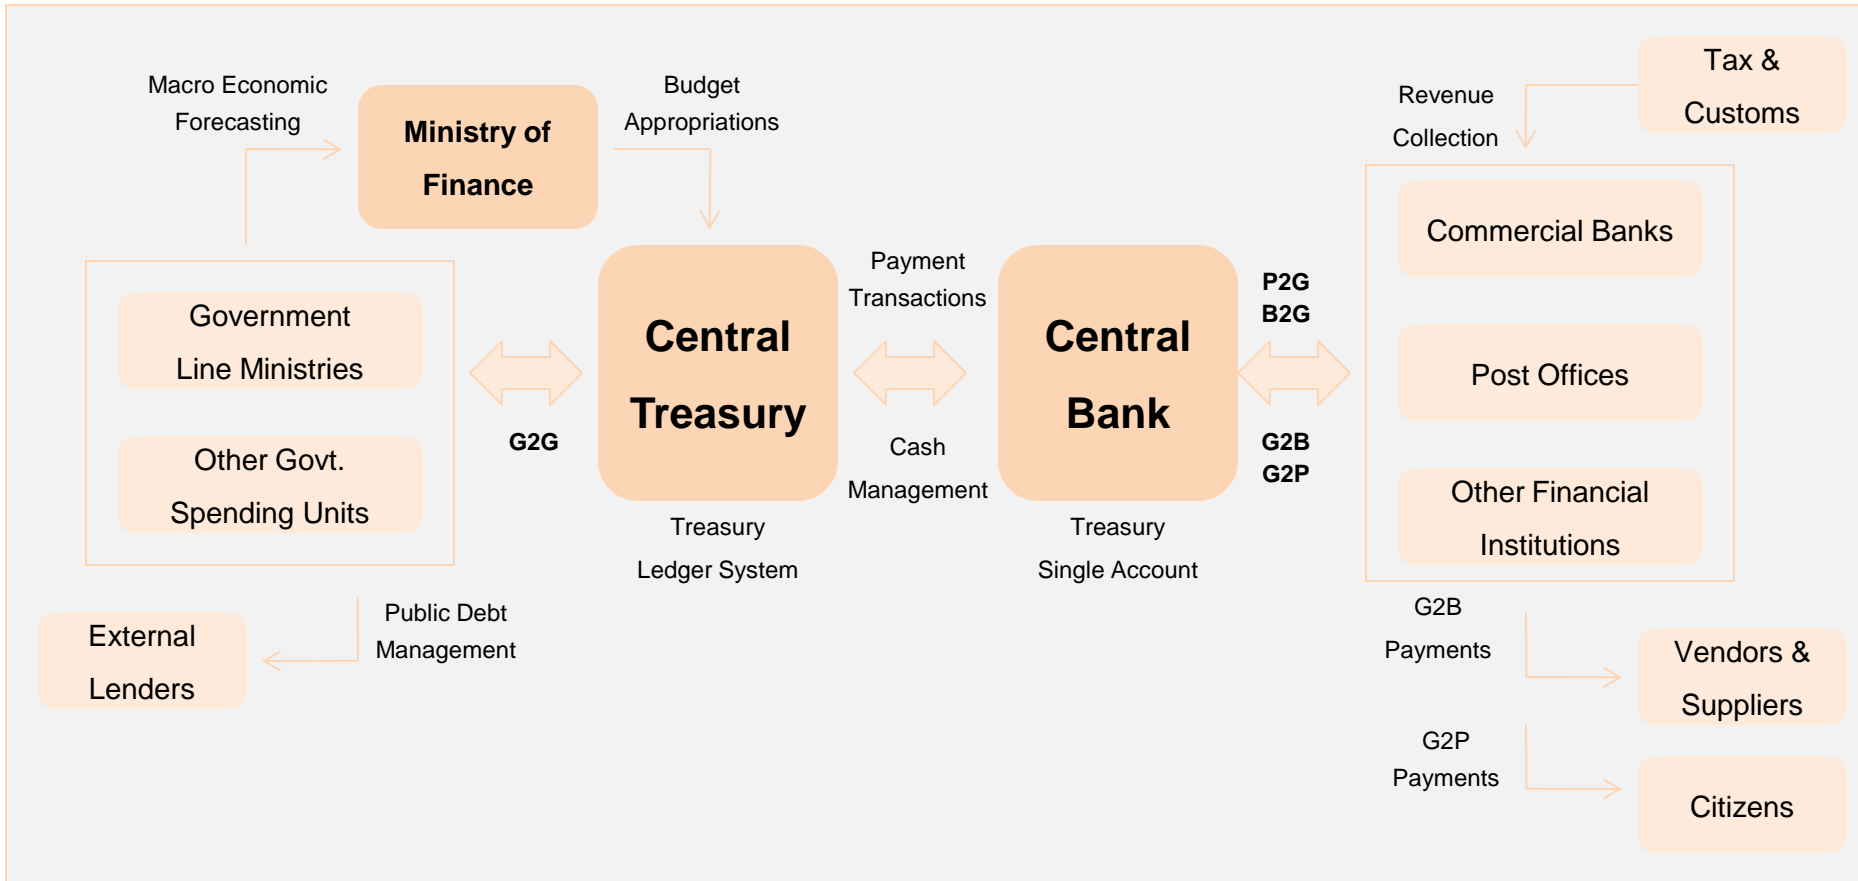 Macro Economic
Forecasting
Ministry of
Finance
Budget
Appropriations
Revenue
Collection
Tax &
Customs
Government
Line Ministries
Other Govt.
Spending Units
G2G
Central
Treasury
Treasury
Ledger System
Payment
Transactions
Cash
Management
Central
Bank
Treasury
Single Account
P2G
B2G
G2B
G2P
Commercial Banks
Post Offices
Other Financial
Institutions
External
Lenders
Public Debt
Management
G2B
Payments
Vendors &
Suppliers
G2P
Payments
Citizens